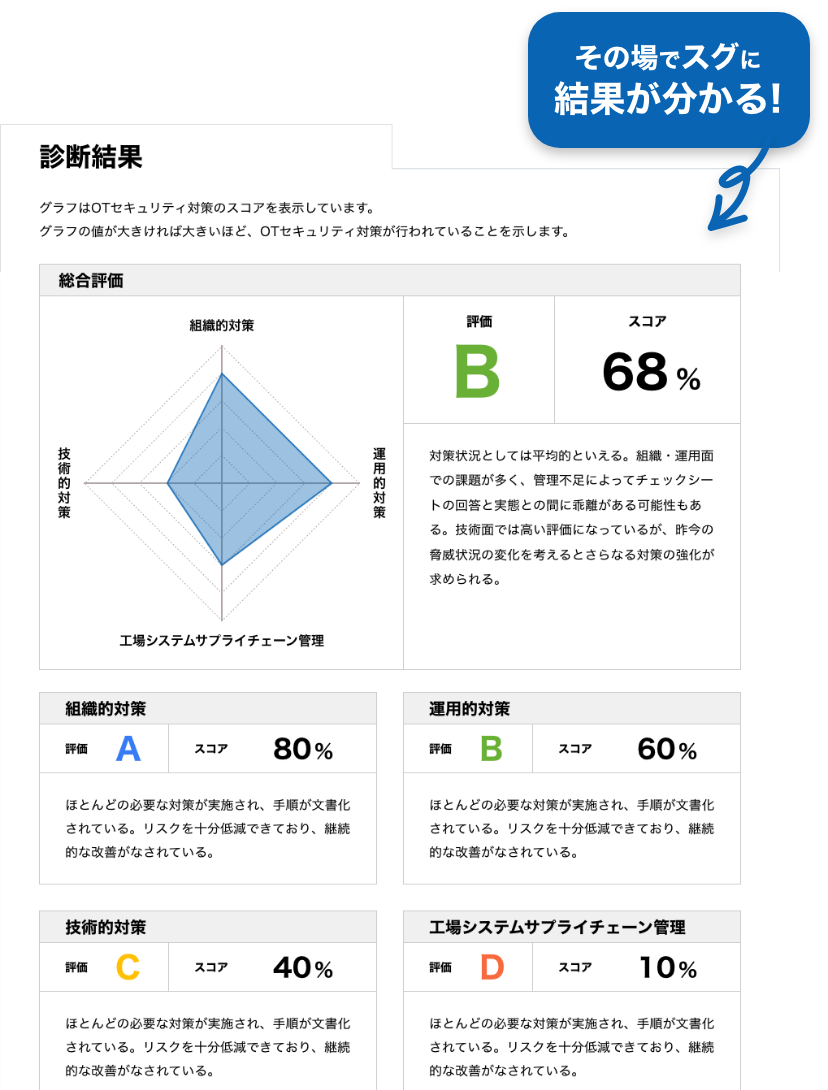 その場でスグに
結果が分かる!
診断結果
グラフはOTセキュリティ対策のスコアを表示しています。
グラフの値が大きければ大きいほど、OTセキュリティ対策が行われていることを示します。
総合評価
組織的対策
技術的対策
運用的対策
工場システムサプライチェーン管理
評価
B
スコア
68 %
対策状況としては平均的といえる。組織・運用面
での課題が多く、管理不足によってチェックシー
トの回答と実態との間に乖離がある可能性もあ
る。技術面では高い評価になっているが、昨今の
脅威状況の変化を考えるとさらなる対策の強化が
求められる。
組織的対策
評価 A スコア 80%
ほとんどの必要な対策が実施され、手順が文書化
されている。リスクを十分低減できており、継続
的な改善がなされている。
運用的対策
評価 B スコア 60%
ほとんどの必要な対策が実施され、手順が文書化
されている。リスクを十分低減できており、継続
的な改善がなされている。
技術的対策
評価 C スコア 40%
ほとんどの必要な対策が実施され、手順が文書化
されている。リスクを十分低減できており、継続
的な改善がなされている。
工場システムサプライチェーン管理
評価 D スコア 10%
ほとんどの必要な対策が実施され、手順が文書化
されている。リスクを十分低減できており、継続
的な改善がなされている。